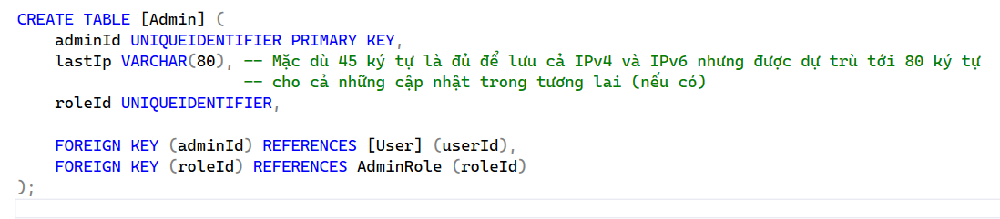 CREATE TABLE [Admin] (
    adminId UNIQUEIDENTIFIER PRIMARY KEY,
    lastIp VARCHAR(80), -- Mặc dù 45 ký tự là đủ để lưu cả IPv4 và IPv6 nhưng được dự trù tới 80 ký tự
                        -- cho cả những cập nhật trong tương lai (nếu có)
    roleId UNIQUEIDENTIFIER,

    FOREIGN KEY (adminId) REFERENCES [User] (userId),
    FOREIGN KEY (roleId) REFERENCES AdminRole (roleId)
);